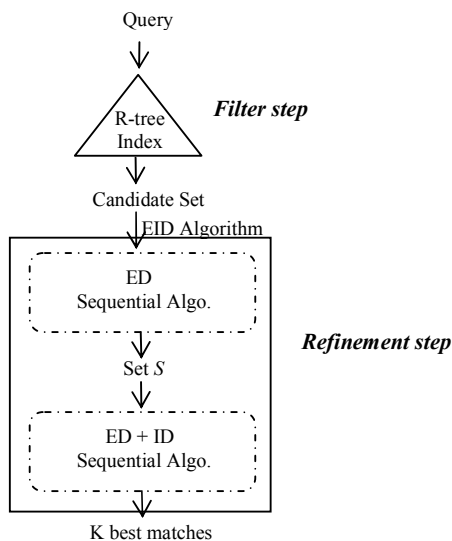 Query
Filter step
R-tree
Index
Candidate Set
EID Algorithm
ED
Sequential Algo.
Refinement step
Set S
ED + ID
Sequential Algo.
K best matches